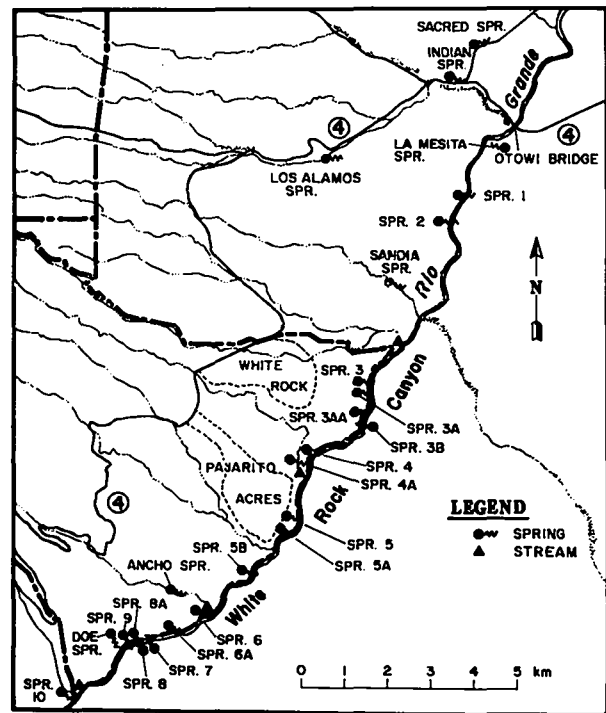 SACRED SPR.
INDIAN
SPR.
Grande
④
④
LA MESITA
SPR.
OTOWI BRIDGE
LOS ALAMOS
SPR.
SPR. 1
SPR. 2
SANDIA
SPR.
Rio
N
WHITE
ROCK
SPR. 3
Canyon
SPR. 3AA
SPR. 3A
SPR. 3B
SPR. 4
SPR. 4A
PAJARITO
ACRES
④
Rock
LEGEND
SPRING
STREAM
SPR. 5
SPR. 5A
SPR. 5B
ANCHO SPR.
White
SPR. 8A
SPR. 9
DOE
SPR.
SPR. 6
SPR. 6A
SPR. 7
SPR. 8
SPR.
10
0 1 2 3 4 5 km